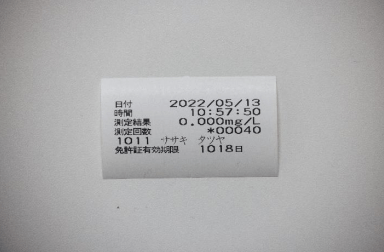 日付 2022/05/13
時間 10:57:50
測定結果 0.000mg/L
測定回数 *00040
1011 ササキ タツヤ
免許証有効期限 1018日